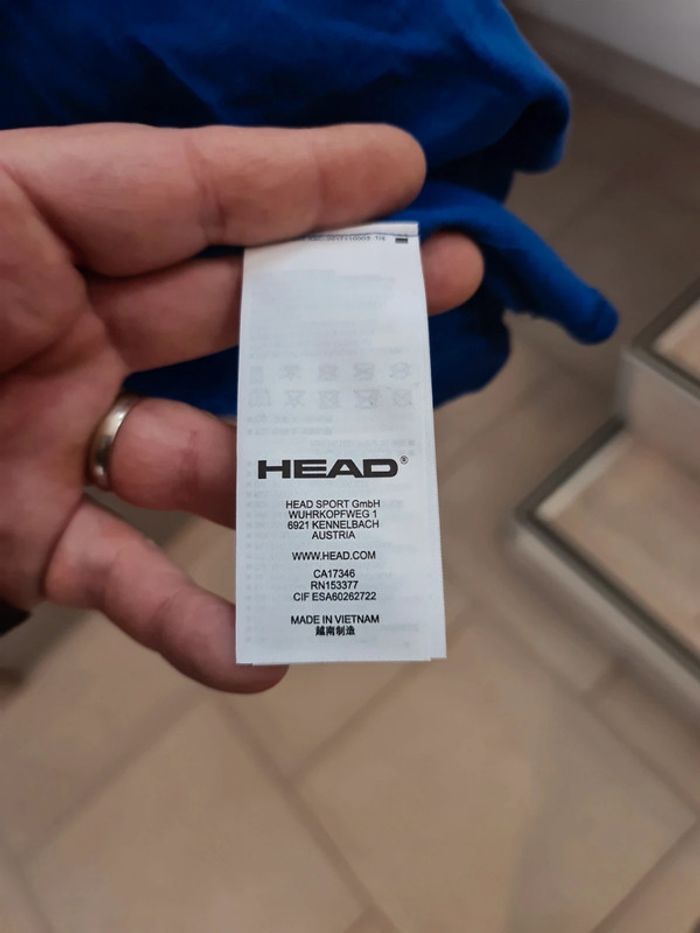 HEAD®
HEAD SPORT GmbH
WUHRKOPFWEG 1
6921 KENNELBACH
AUSTRIA
WWW.HEAD.COM
CA17346
RN153377
CIF ESA60262722
MADE IN VIETNAM
越南制造